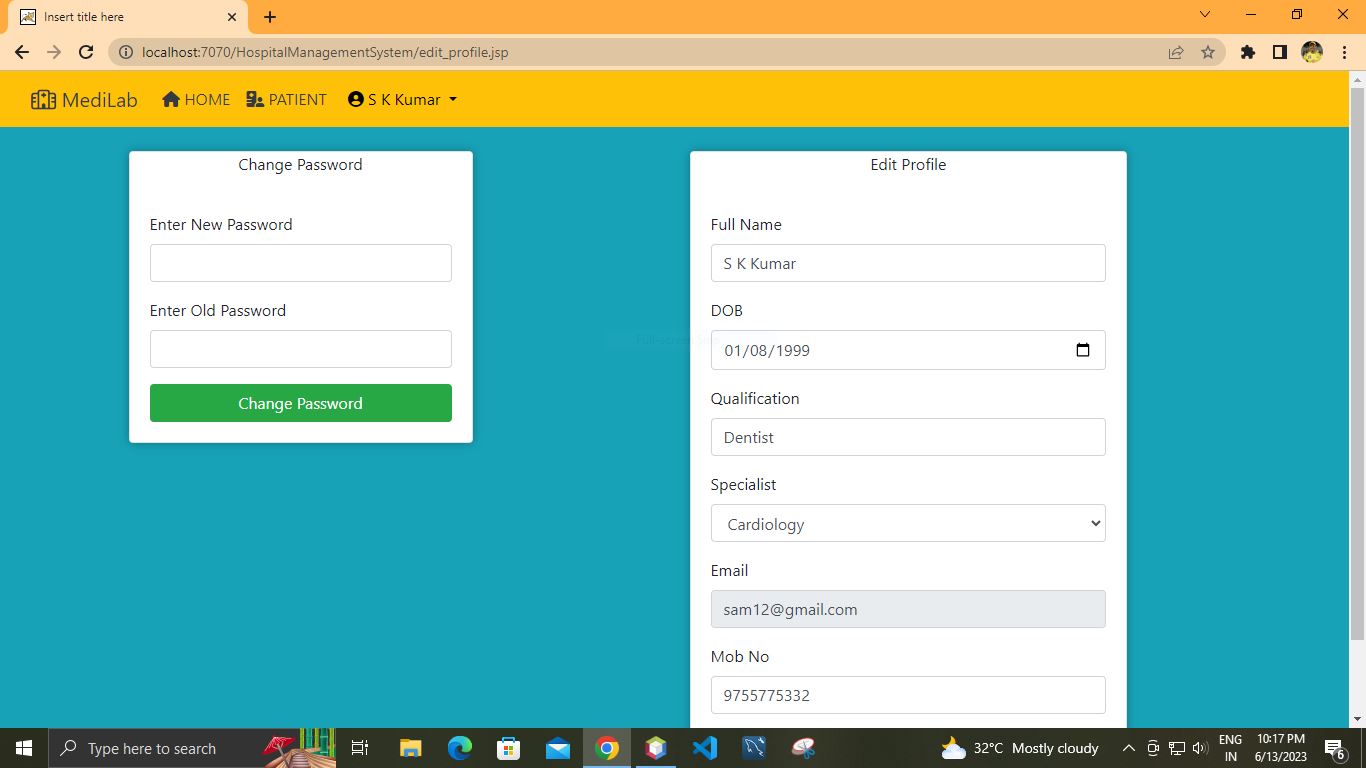 Insert title here
localhost:7070/HospitalManagementSystem/edit_profile.jsp
MediLab HOME PATIENT S K Kumar
Change Password
Enter New Password
Enter Old Password
Change Password
Edit Profile
Full Name
S K Kumar
DOB
01/08/1999
Qualification
Dentist
Specialist
Cardiology
Email
sam12@gmail.com
Mob No
9755775332
Full-screen Snip
Type here to search
32°C Mostly cloudy
ENG
IN
10:17 PM
6/13/2023
6